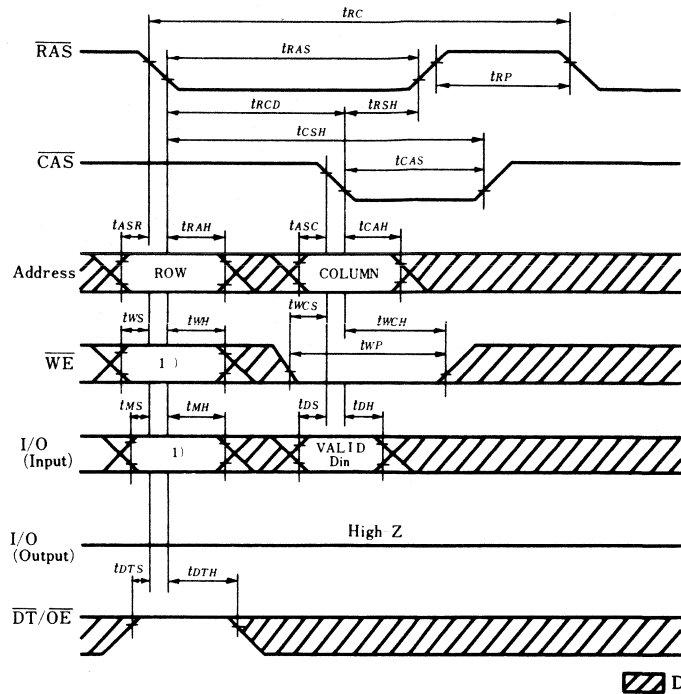 tRC
RAS
tRAS
tRP
tRCD
tRSH
tCSH
CAS
tCAS
tASR
tRAH
tASC
tCAH
Address
ROW
COLUMN
tWS
tWH
tWCS
tWCH
tWP
WE
1)
tMS
tMH
tDS
tDH
I/O
(Input)
1)
VALID
Din
I/O
(Output)
High Z
tDTS
tDTH
DT/OE
D